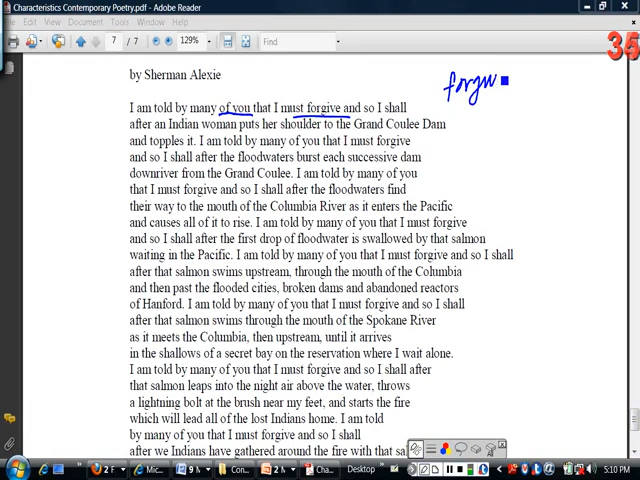 Characteristics Contemporary Poetry.pdf - Adobe Reader
File Edit View Document Tools Window Help
7 / 7 129% Find
35
by Sherman Alexie
forgiv
I am told by many of you that I must forgive and so I shall
after an Indian woman puts her shoulder to the Grand Coulee Dam
and topples it. I am told by many of you that I must forgive
and so I shall after the floodwaters burst each successive dam
downriver from the Grand Coulee. I am told by many of you
that I must forgive and so I shall after the floodwaters find
their way to the mouth of the Columbia River as it enters the Pacific
and causes all of it to rise. I am told by many of you that I must forgive
and so I shall after the first drop of floodwater is swallowed by that salmon
waiting in the Pacific. I am told by many of you that I must forgive and so I shall
after that salmon swims upstream, through the mouth of the Columbia
and then past the flooded cities, broken dams and abandoned reactors
of Hanford. I am told by many of you that I must forgive and so I shall
after that salmon swims through the mouth of the Spokane River
as it meets the Columbia, then upstream, until it arrives
in the shallows of a secret bay on the reservation where I wait alone.
I am told by many of you that I must forgive and so I shall after
that salmon leaps into the night air above the water, throws
a lightning bolt at the brush near my feet, and starts the fire
which will lead all of the lost Indians home. I am told
by many of you that I must forgive and so I shall
after we Indians have gathered around the fire with that sal
2 F Mic... 9 M Con... Cha... Desktop 5:10 PM